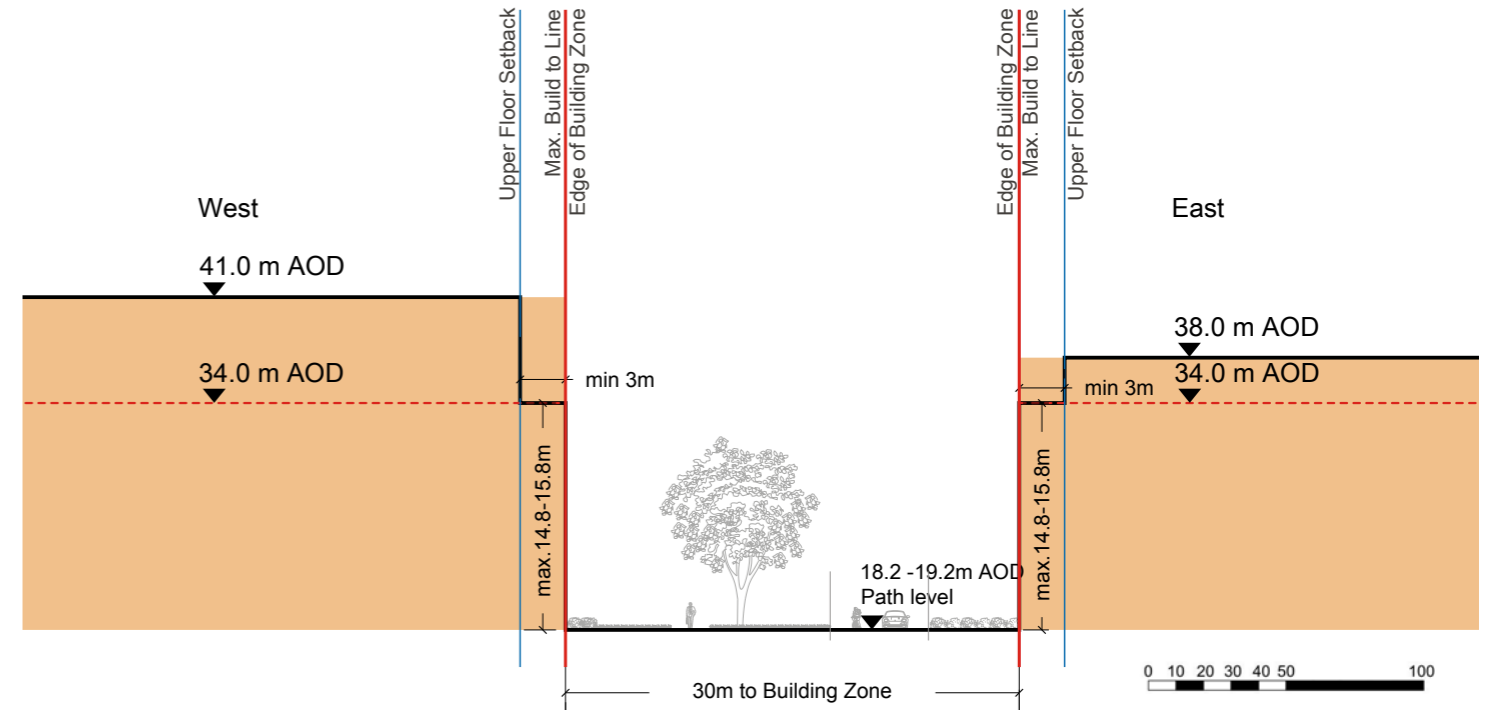 Upper Floor Setback
Max. Build to Line
Edge of Building Zone
Edge of Building Zone
Max. Build to Line
Upper Floor Setback
West
East
41.0 m AOD
38.0 m AOD
34.0 m AOD
min 3m
34.0 m AOD
min 3m
max.14.8-15.8m
max.14.8-15.8m
18.2 -19.2m AOD
Path level
30m to Building Zone
0 10 20 30 40 50 100